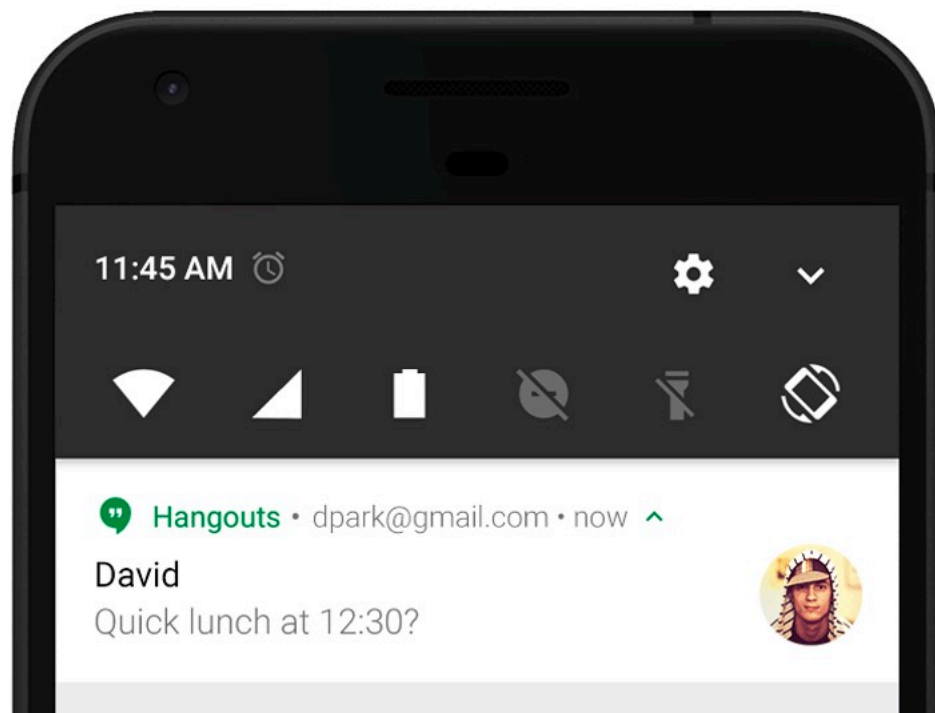 11:45 AM
Hangouts • dpark@gmail.com • now
David
Quick lunch at 12:30?